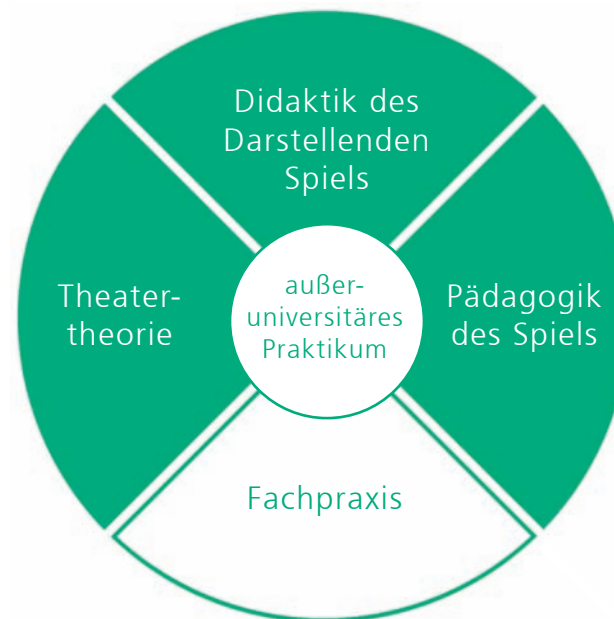 Didaktik des
Darstellenden
Spiels
Theater-
theorie
außer-
universitäres
Praktikum
Pädagogik
des Spiels
Fachpraxis